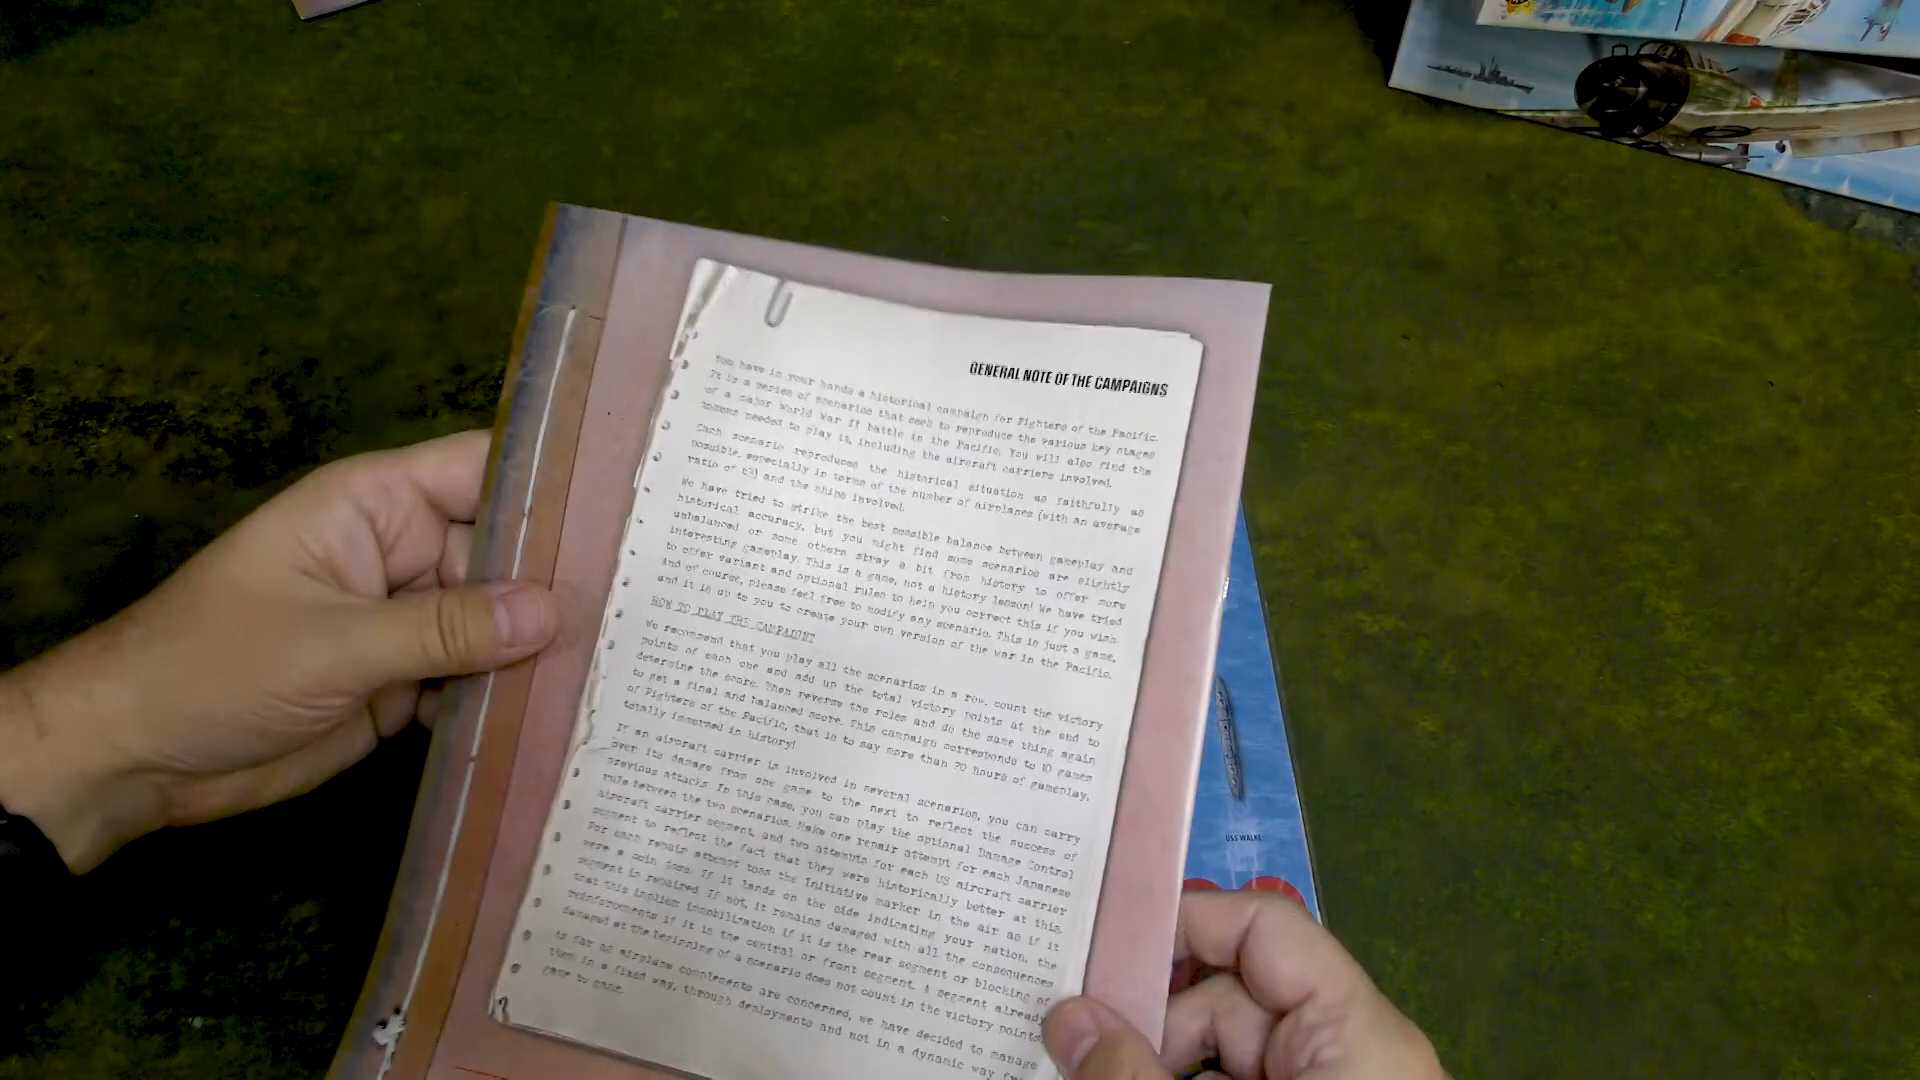 GENERAL NOTE OF THE CAMPAIGNS
You have in your hands a historical campaign for Fighters of the Pacific.
It is a series of scenarios that seek to reproduce the various key stages
of a major World War II battle in the Pacific. You will also find the
tokens needed to play it, including the aircraft carriers involved.
Each scenario reproduces the historical situation as faithfully as
possible, especially in terms of the number of airplanes (with an average
ratio of 1:3) and the ships involved.
We have tried to strike the best possible balance between gameplay and
historical accuracy, but you might find some scenarios are slightly
unbalanced or some others stray a bit from history to offer more
interesting gameplay. This is a game, not a history lesson! We have tried
to offer variant and optional rules to help you correct this if you wish.
And of course, please feel free to modify any scenario. This is just a game,
and it is up to you to create your own version of the war in the Pacific.
HOW TO PLAY THE CAMPAIGN?
We recommend that you play all the scenarios in a row, count the victory
points of each one and add up the total victory points at the end to
determine the score. Then reverse the roles and do the same thing again
to get a final and balanced score. This campaign corresponds to 10 games
of Fighters of the Pacific, that is to say more than 20 hours of gameplay,
totally immersed in history!
If an aircraft carrier is involved in several scenarios, you can carry
over its damage from one game to the next to reflect the success of
previous attacks. In this case, you can play the optional Damage Control
rule between the two scenarios. Make one repair attempt for each Japanese
aircraft carrier segment, and two attempts for each US aircraft carrier
segment to reflect the fact that they were historically better at this.
For each repair attempt toss the Initiative marker in the air as if it
were a coin toss. If it lands on the side indicating your nation, the
segment is repaired. If not, it remains damaged with all the consequences
that this implies: immobilization if it is the rear segment or blocking of
reinforcements if it is the central or front segment. A segment already
damaged at the beginning of a scenario does not count in the victory points.
As far as airplane complements are concerned, we have decided to manage
them in a fixed way, through deployments and not in a dynamic way
game to game.
USS WALKE